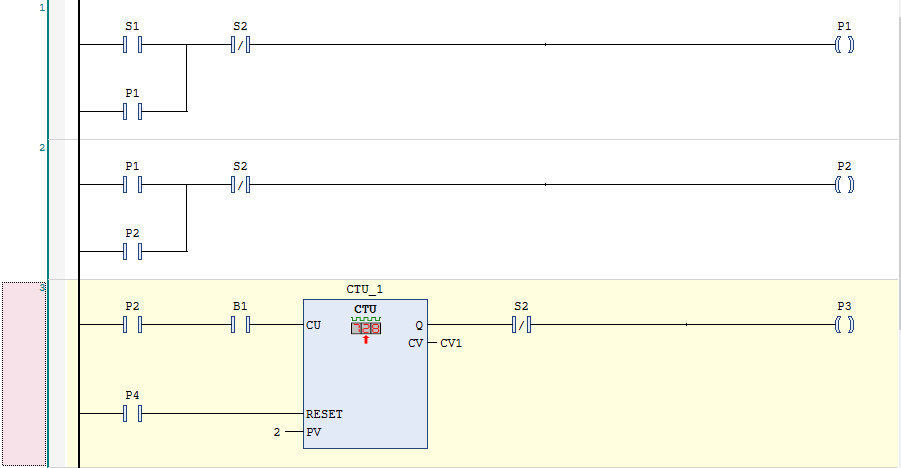 1
S1 S2 P1
P1
2
P1 S2 P2
P2
3
CTU_1
P2 B1 CTU S2 P3
CU 728 Q
CV CV1
P4
RESET
2 PV